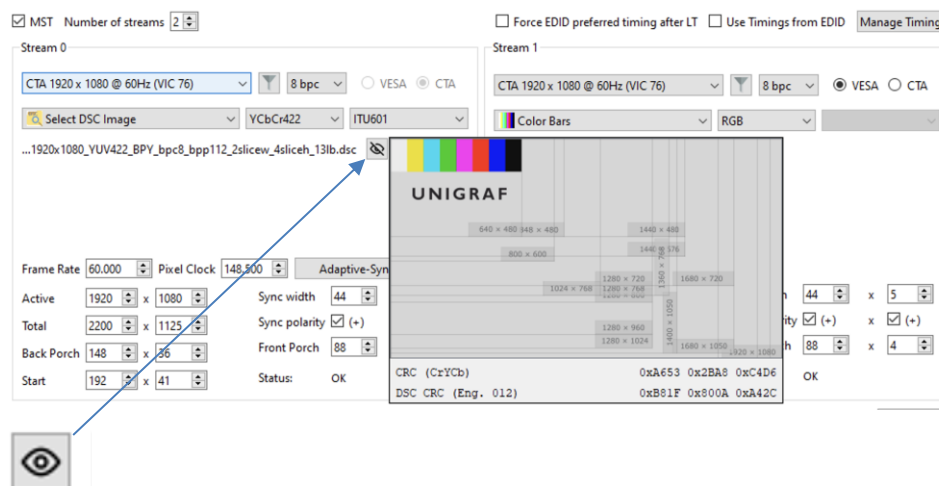 MST Number of streams 2 Force EDID preferred timing after LT Use Timings from EDID Manage Timing
Stream 0 Stream 1
CTA 1920 x 1080 @ 60Hz (VIC 76) 8 bpc VESA CTA CTA 1920 x 1080 @ 60Hz (VIC 76) 8 bpc VESA CTA
Select DSC Image YCbCr422 ITU601 Color Bars RGB
...1920x1080_YUV422_BPY_bpc8_bpp112_2slicew_4sliceh_13lb.dsc
UNIGRAF
640 × 480 848 × 480 1440 × 480
800 × 600 1440 × 576
1360 × 768
1280 × 720 1680 × 720
1024 × 768 1280 × 768
1280 × 960
1280 × 1024 1400 × 1050 1680 × 1050
1920 × 1080
CRC (CrYCb) 0xA653 0x2BA8 0xC4D6
DSC CRC (Eng. 012) 0xB81F 0x800A 0xA42C
Frame Rate 60.000 Pixel Clock 148.500 Adaptive-Syn
Active 1920 x 1080 Sync width 44 44 x 5
Total 2200 x 1125 Sync polarity (+) (+) x (+)
Back Porch 148 x 36 Front Porch 88 88 x 4
Start 192 x 41 Status: OK OK